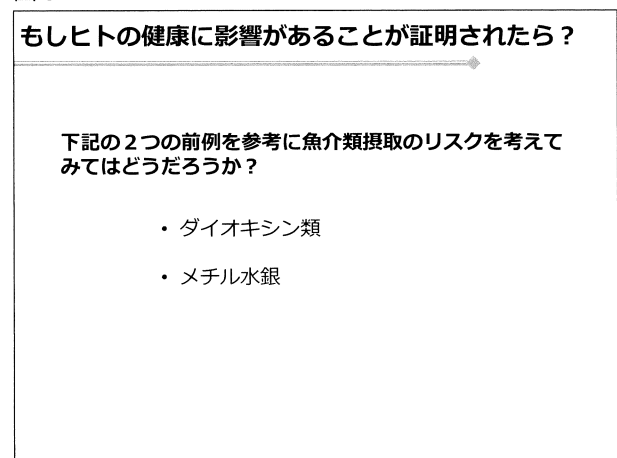 もしヒトの健康に影響があることが証明されたら？
下記の２つの前例を参考に魚介類摂取のリスクを考えて
みてはどうだろうか？
• ダイオキシン類
• メチル水銀